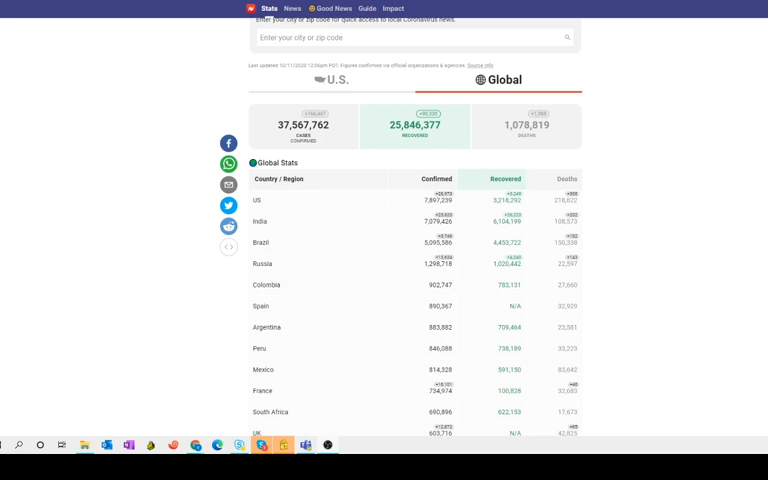 Stats News Good News Guide Impact
Enter your city or zip code for quick access to local Coronavirus news.
Enter your city or zip code
Last updated 10/11/2020 12:06pm PDT. Figures confirmed via official organizations & agencies. Source info
U.S. Global
37,567,762 25,846,377 1,078,819
CASES RECOVERED DEATHS
CONFIRMED
Global Stats
Country / Region Confirmed Recovered Deaths
US 7,897,239 3,218,292 218,822
India 7,079,426 6,104,199 108,573
Brazil 5,095,586 4,453,722 150,338
Russia 1,298,718 1,020,442 22,597
Colombia 902,747 783,131 27,660
Spain 890,367 N/A 32,929
Argentina 883,882 709,464 23,581
Peru 846,088 738,189 33,223
Mexico 814,328 591,150 83,642
France 734,974 100,828 32,683
South Africa 690,896 622,153 17,673
UK 603,716 N/A 42,825